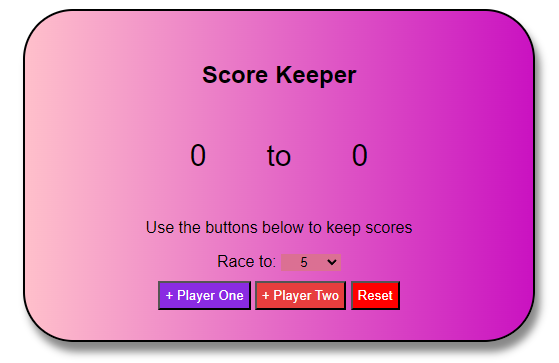 Score Keeper
0 to 0
Use the buttons below to keep scores
Race to: 5
+ Player One + Player Two Reset